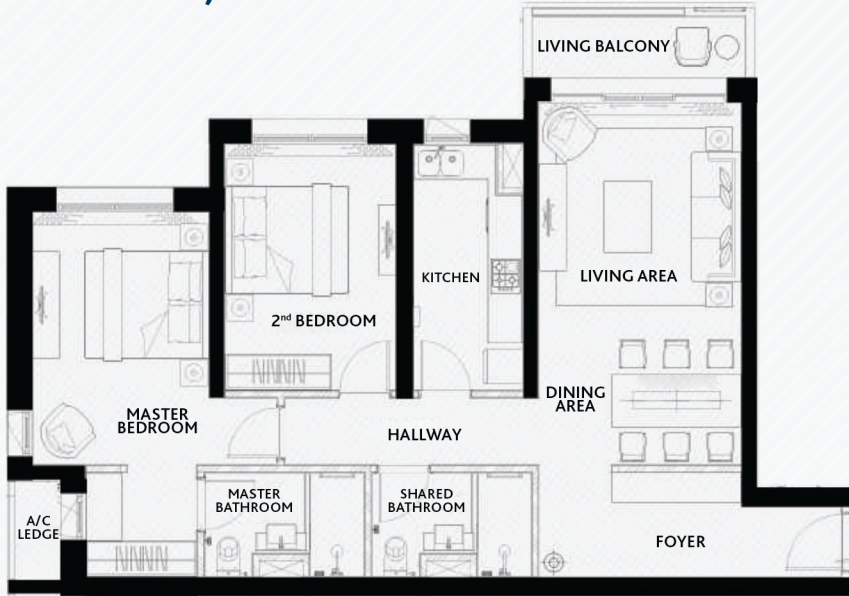 LIVING BALCONY
LIVING AREA
KITCHEN
2nd BEDROOM
DINING
AREA
MASTER
BEDROOM
HALLWAY
MASTER
BATHROOM
SHARED
BATHROOM
A/C
LEDGE
FOYER